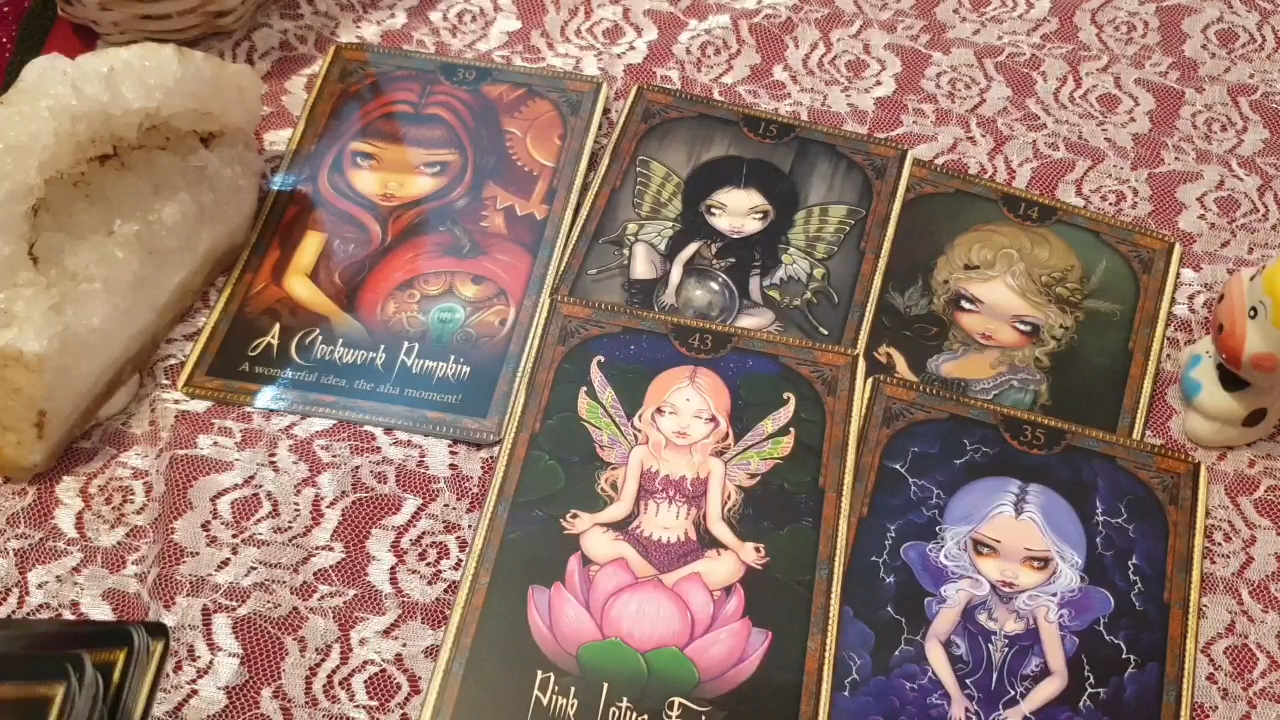 39
A Clockwork Pumpkin
A wonderful idea, the aha moment!
15
14
43
Pink Lotus
35